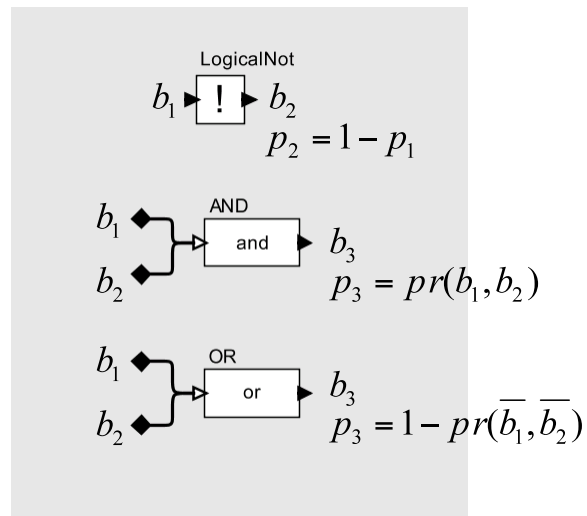 LogicalNot
b₁ ! b₂
p₂ = 1 − p₁
AND
b₁
and
b₃
b₂
p₃ = pr(b₁, b₂)
OR
b₁
or
b₃
b₂
p₃ = 1 − pr(b̅₁, b̅₂)